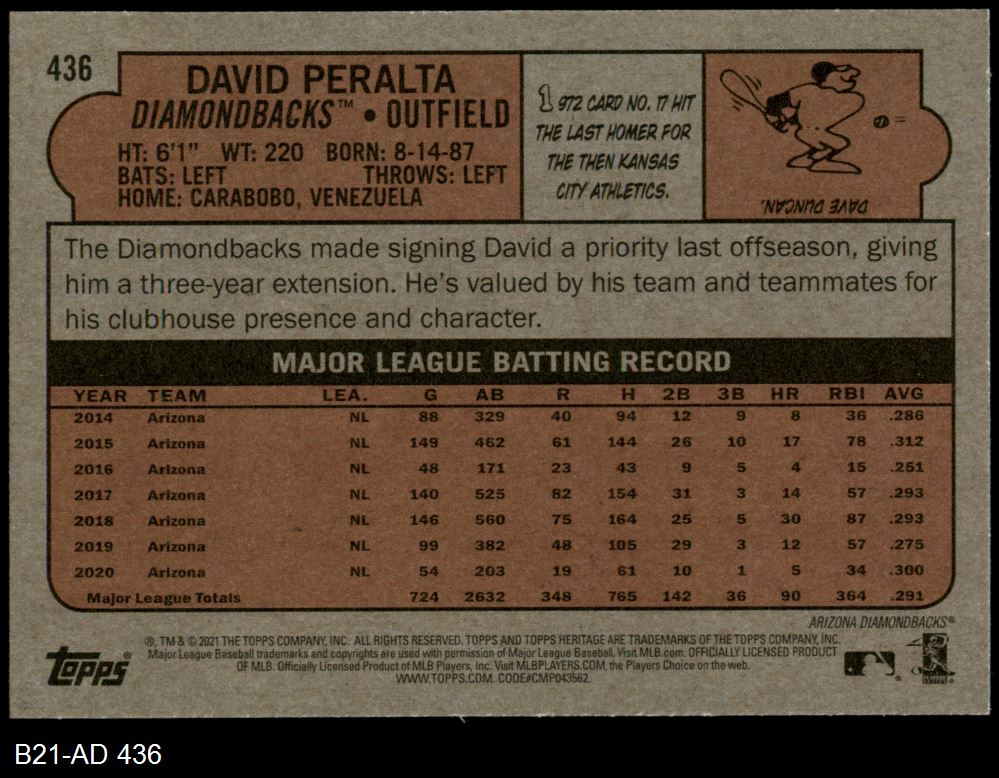 436
DAVID PERALTA
DIAMONDBACKS™ • OUTFIELD
HT: 6'1" WT: 220 BORN: 8-14-87
BATS: LEFT THROWS: LEFT
HOME: CARABOBO, VENEZUELA
1972 CARD NO. 17 HIT
THE LAST HOMER FOR
THE THEN KANSAS
CITY ATHLETICS.
DAVE DUNCAN.
The Diamondbacks made signing David a priority last offseason, giving
him a three-year extension. He's valued by his team and teammates for
his clubhouse presence and character.
MAJOR LEAGUE BATTING RECORD
YEAR TEAM LEA. G AB R H 2B 3B HR RBI AVG
2014 Arizona NL 88 329 40 94 12 9 8 36 .286
2015 Arizona NL 149 462 61 144 26 10 17 78 .312
2016 Arizona NL 48 171 23 43 9 5 4 15 .251
2017 Arizona NL 140 525 82 154 31 3 14 57 .293
2018 Arizona NL 146 560 75 164 25 5 30 87 .293
2019 Arizona NL 99 382 48 105 29 3 12 57 .275
2020 Arizona NL 54 203 19 61 10 1 5 34 .300
Major League Totals 724 2632 348 765 142 36 90 364 .291
ARIZONA DIAMONDBACKS®
®, TM & © 2021 THE TOPPS COMPANY, INC. ALL RIGHTS RESERVED. TOPPS AND TOPPS HERITAGE ARE TRADEMARKS OF THE TOPPS COMPANY, INC.
Major League Baseball trademarks and copyrights are used with permission of Major League Baseball. Visit MLB.com. OFFICIALLY LICENSED PRODUCT
OF MLB. Officially Licensed Product of MLB Players, Inc. Visit MLBPLAYERS.COM, the Players Choice on the web.
WWW.TOPPS.COM. CODE#CMP043562
Topps®
B21-AD 436